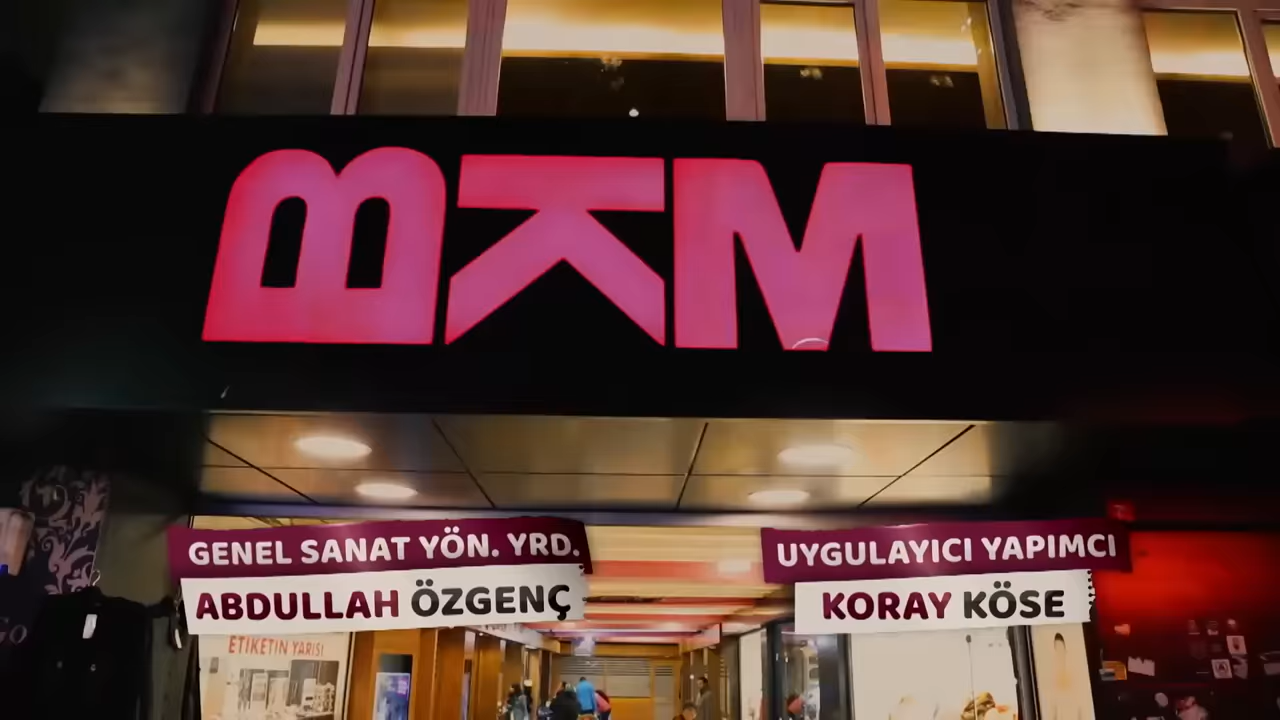 BKM
GENEL SANAT YÖN. YRD.
ABDULLAH ÖZGENÇ
UYGULAYICI YAPIMCI
KORAY KÖSE
ETİKETİN YARISI